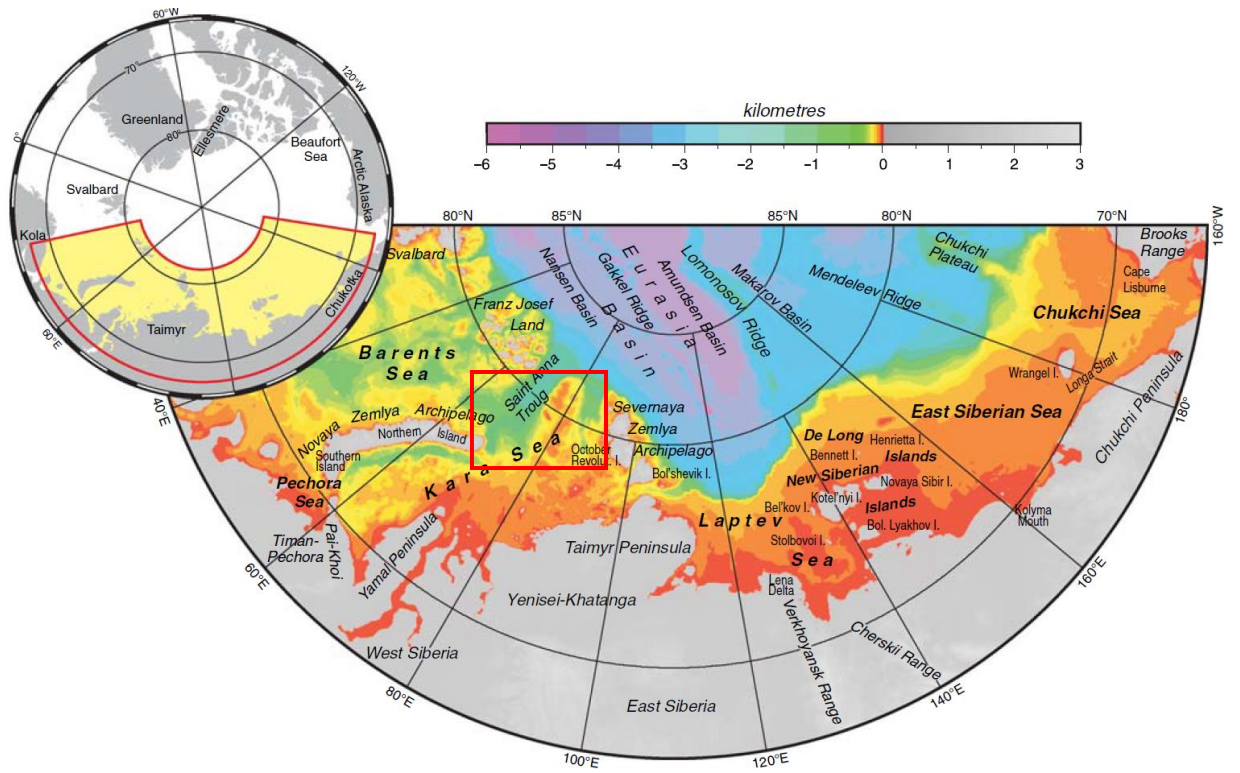 60°W
120°W
0°
60°E
70°
80°
Greenland
Ellesmere
Beaufort
Sea
Arctic Alaska
Svalbard
Kola
Taimyr
Chukotka
kilometres
−6
−5
−4
−3
−2
−1
0
1
2
3
80°N
85°N
85°N
80°N
70°N
160°W
Svalbard
Franz Josef
Land
Nansen Basin
Gakkel Ridge
Eurasia
Basin
Amundsen Basin
Lomonosov Ridge
Makarov Basin
Mendeleev Ridge
Chukchi
Plateau
Brooks
Range
Cape
Lisburne
Chukchi Sea
Barents
Sea
Saint Anna
Troug
Novaya Zemlya Archipelago
Northern Island
Southern
Island
Pechora
Sea
Kara Sea
Severnaya
Zemlya
Archipelago
October
Revolu. I.
Bol'shevik I.
Wrangel I.
Longa Strait
East Siberian Sea
Chukchi Peninsula
De Long
Islands
Henrietta I.
Bennett I.
New Siberian
Islands
Novaya Sibir I.
Kotel'nyi I.
Bel'kov I.
Bol. Lyakhov I.
Stolbovoi I.
Laptev
Sea
Kolyma
Mouth
Timan-
Pechora
Pai-Khoi
Yamal Peninsula
Taimyr Peninsula
Yenisei-Khatanga
Lena
Delta
Verkhoyansk Range
Cherskii Range
West Siberia
East Siberia
40°E
60°E
80°E
100°E
120°E
140°E
160°E
180°